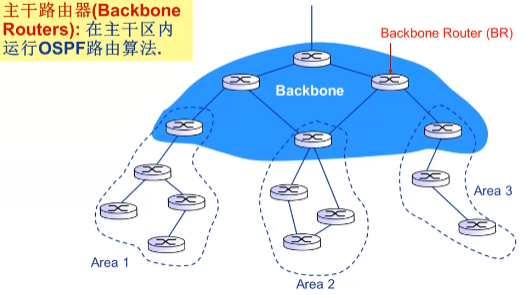 主干路由器(Backbone
Routers): 在主干区内
运行OSPF路由算法.
Backbone Router (BR)
Backbone
Area 3
Area 1
Area 2